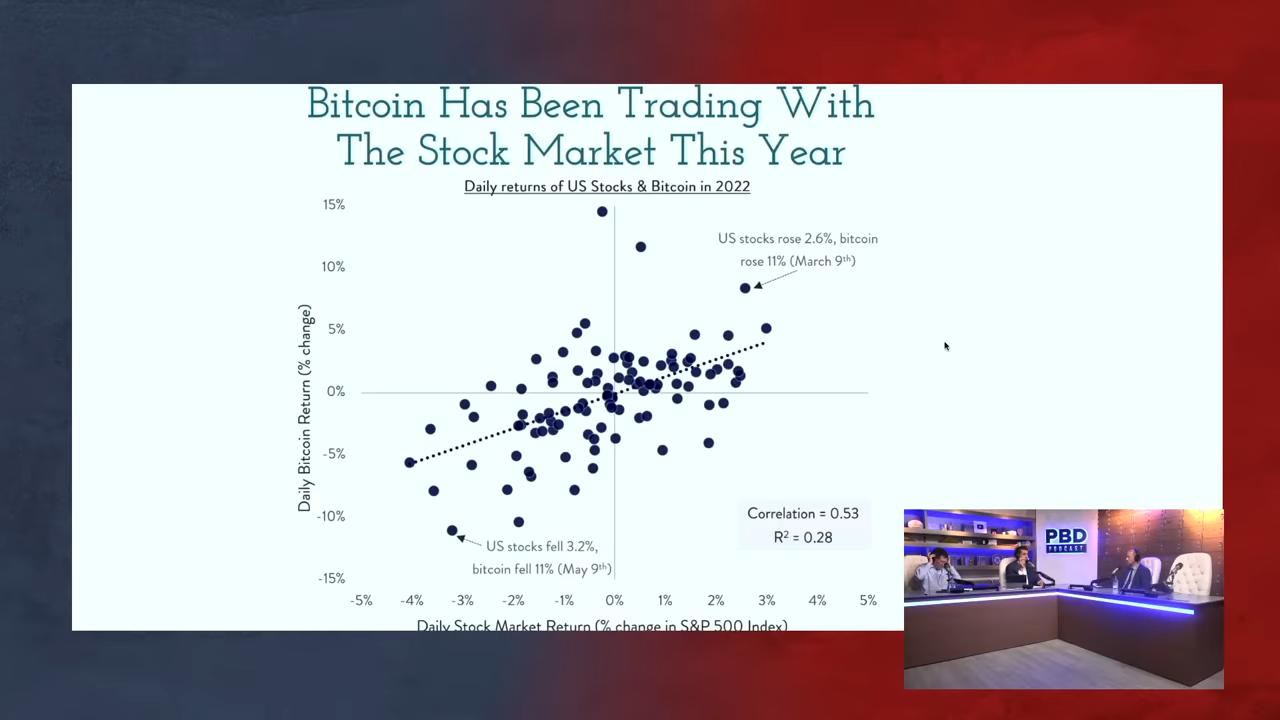 Bitcoin Has Been Trading With
The Stock Market This Year
Daily returns of US Stocks & Bitcoin in 2022
15%
10%
5%
0%
-5%
-10%
-15%
Daily Bitcoin Return (% change)
US stocks rose 2.6%, bitcoin
rose 11% (March 9th)
US stocks fell 3.2%,
bitcoin fell 11% (May 9th)
Correlation = 0.53
R² = 0.28
-5% -4% -3% -2% -1% 0% 1% 2% 3% 4% 5%
Daily Stock Market Return (% change in S&P 500 Index)
PBD
PODCAST